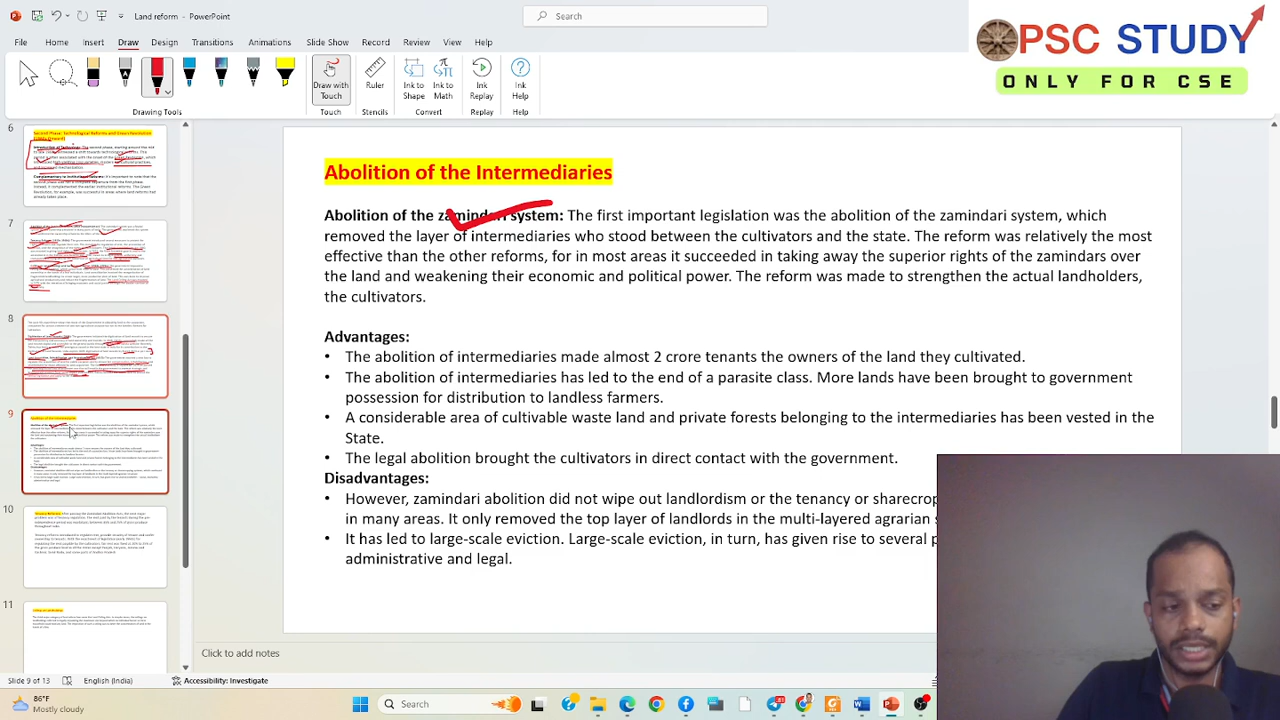 Land reform - PowerPoint
Search
OPSC STUDY
ONLY FOR CSE
File Home Insert Draw Design Transitions Animations Slide Show Record Review View Help
Draw with Touch
Ruler
Ink to Shape
Ink to Math
Ink Replay
Ink Help
Drawing Tools
Touch
Stencils
Convert
Replay
Help
6
7
8
9
10
11
Abolition of the Intermediaries
Abolition of the zamindari system: The first important legislation was the abolition of the zamindari system, which
the layer of who stood between the the state. The reform was relatively the most
effective than the other reforms, for in most areas it succeeded in taking away the superior rights of the zamindars over
the land and weakening their economic and political power. The reform was made to strengthen the actual landholders,
the cultivators.
Advantages:
• The abolition of intermediaries made almost 2 crore tenants the owners of the land they cultivated.
• The abolition of intermediaries has led to the end of a parasite class. More lands have been brought to government
possession for distribution to landless farmers.
• A considerable area of cultivable waste land and private forests belonging to the intermediaries has been vested in the
State.
• The legal abolition brought the cultivators in direct contact with the government.
Disadvantages:
• However, zamindari abolition did not wipe out landlordism or the tenancy or
in many areas. It only removed the top layer of landlords in the multi-layered agrarian
It has led to large-scale eviction. Large-scale eviction, in turn, has given rise to several
administrative and legal.
Click to add notes
Slide 9 of 13 English (India) Accessibility: Investigate
86°F
Mostly cloudy
Search